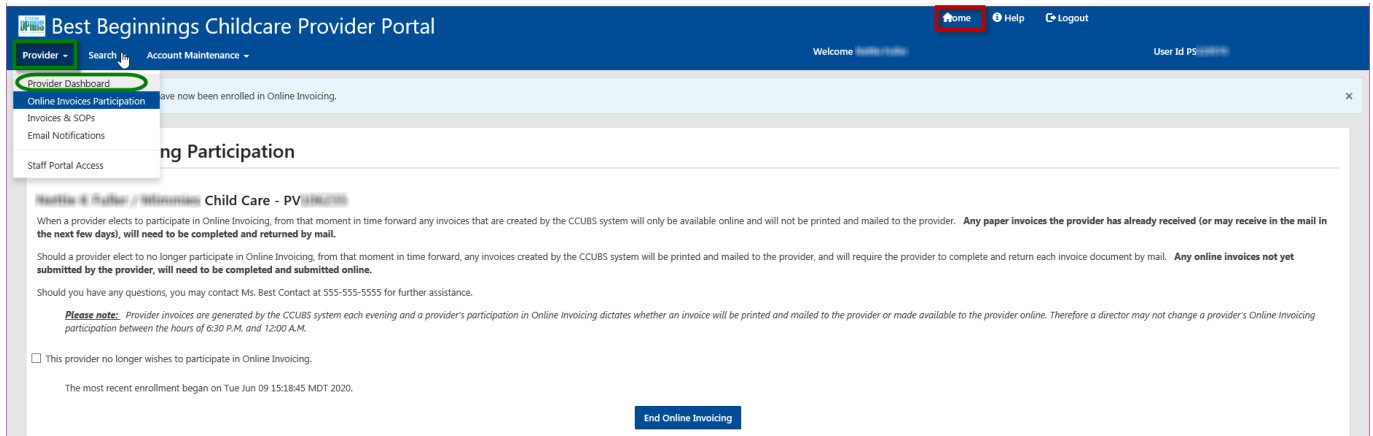 DPHHS Best Beginnings Childcare Provider Portal
Home Help Logout
Provider Search Account Maintenance
Welcome
User Id PS
Provider Dashboard
Online Invoices Participation
Invoices & SOPs
Email Notifications
Staff Portal Access
ave now been enrolled in Online Invoicing.
×
ng Participation
Child Care - PV
When a provider elects to participate in Online Invoicing, from that moment in time forward any invoices that are created by the CCUBS system will only be available online and will not be printed and mailed to the provider. Any paper invoices the provider has already received (or may receive in the mail in
the next few days), will need to be completed and returned by mail.
Should a provider elect to no longer participate in Online Invoicing, from that moment in time forward, any invoices created by the CCUBS system will be printed and mailed to the provider, and will require the provider to complete and return each invoice document by mail. Any online invoices not yet
submitted by the provider, will need to be completed and submitted online.
Should you have any questions, you may contact Ms. Best Contact at 555-555-5555 for further assistance.
Please note: Provider invoices are generated by the CCUBS system each evening and a provider's participation in Online Invoicing dictates whether an invoice will be printed and mailed to the provider or made available to the provider online. Therefore a director may not change a provider's Online Invoicing
participation between the hours of 6:30 P.M. and 12:00 A.M.
This provider no longer wishes to participate in Online Invoicing.
The most recent enrollment began on Tue Jun 09 15:18:45 MDT 2020.
End Online Invoicing